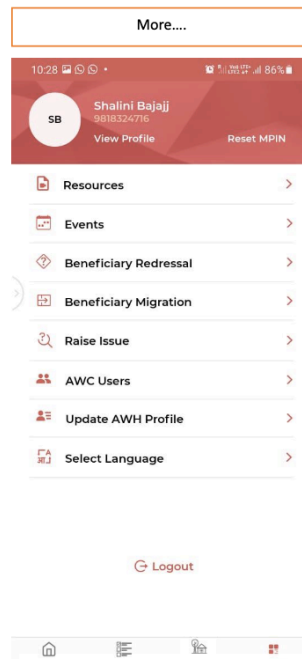 More....
10:28
86%
SB
Shalini Bajajj
9818324716
View Profile
Reset MPIN
Resources
Events
Beneficiary Redressal
Beneficiary Migration
Raise Issue
AWC Users
Update AWH Profile
Select Language
Logout